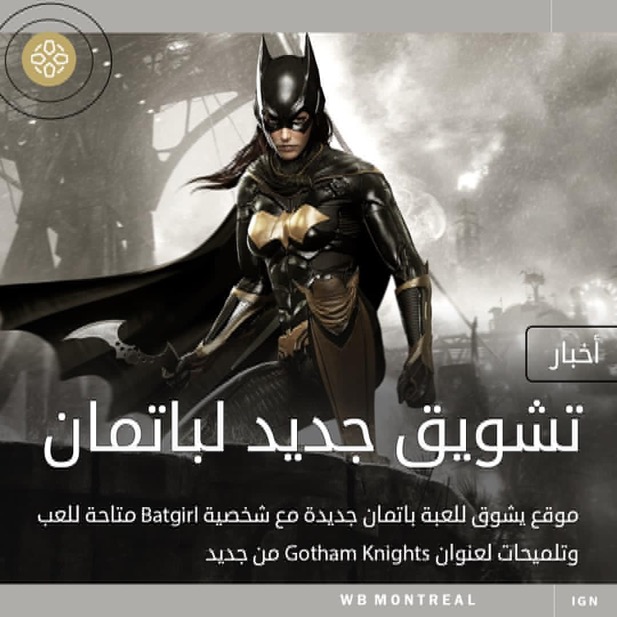 أخبار
تشويق جديد لباتمان
موقع يشوق للعبة باتمان جديدة مع شخصية Batgirl متاحة للعب
وتلميحات لعنوان Gotham Knights من جديد
WB MONTREAL
IGN